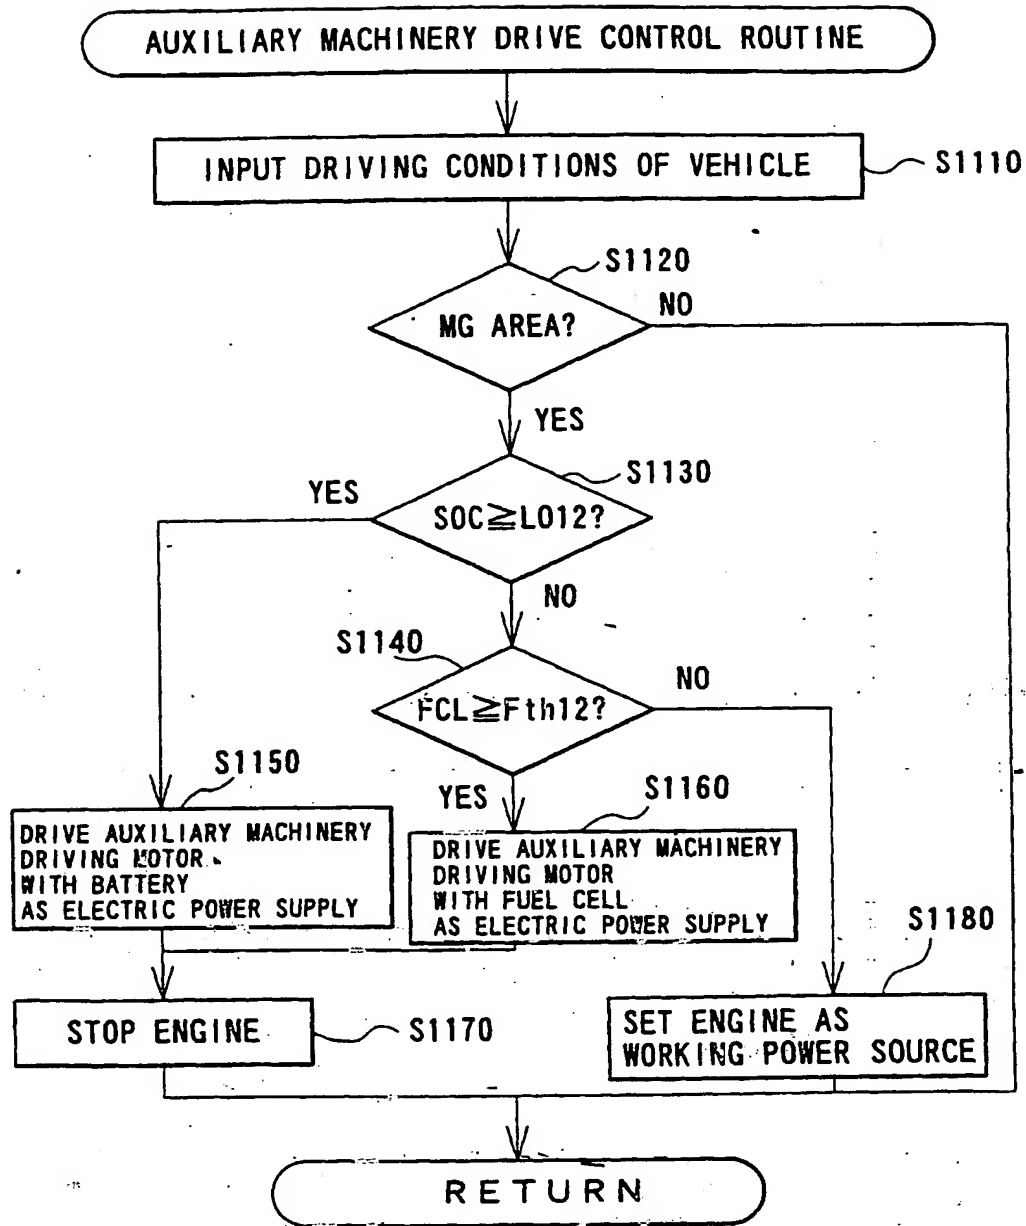 AUXILIARY MACHINERY DRIVE CONTROL ROUTINE
INPUT DRIVING CONDITIONS OF VEHICLE
S1110
S1120
MG AREA?
NO
YES
S1130
YES
SOC≧LO12?
NO
S1140
NO
FCL≧Fth12?
S1150
YES
S1160
DRIVE AUXILIARY MACHINERY
DRIVING MOTOR
WITH BATTERY
AS ELECTRIC POWER SUPPLY
DRIVE AUXILIARY MACHINERY
DRIVING MOTOR
WITH FUEL CELL
AS ELECTRIC POWER SUPPLY
S1180
STOP ENGINE
S1170
SET ENGINE AS
WORKING POWER SOURCE
RETURN